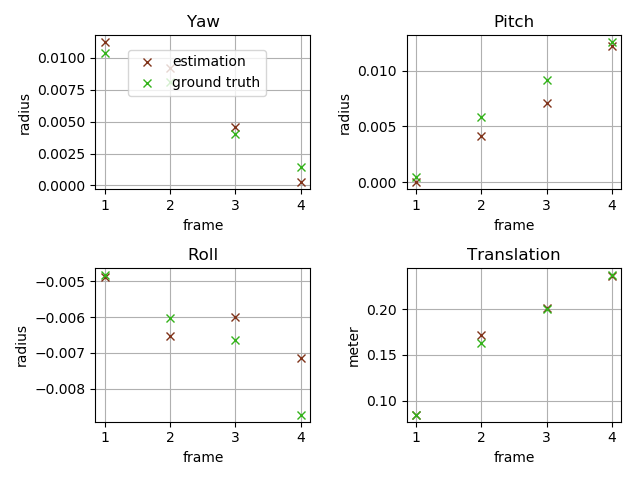 Yaw
0.0100
0.0075
0.0050
0.0025
0.0000
radius
estimation
ground truth
1 2 3 4
frame
Pitch
0.010
0.005
0.000
radius
1 2 3 4
frame
Roll
−0.005
−0.006
−0.007
−0.008
radius
1 2 3 4
frame
Translation
0.20
0.15
0.10
meter
1 2 3 4
frame